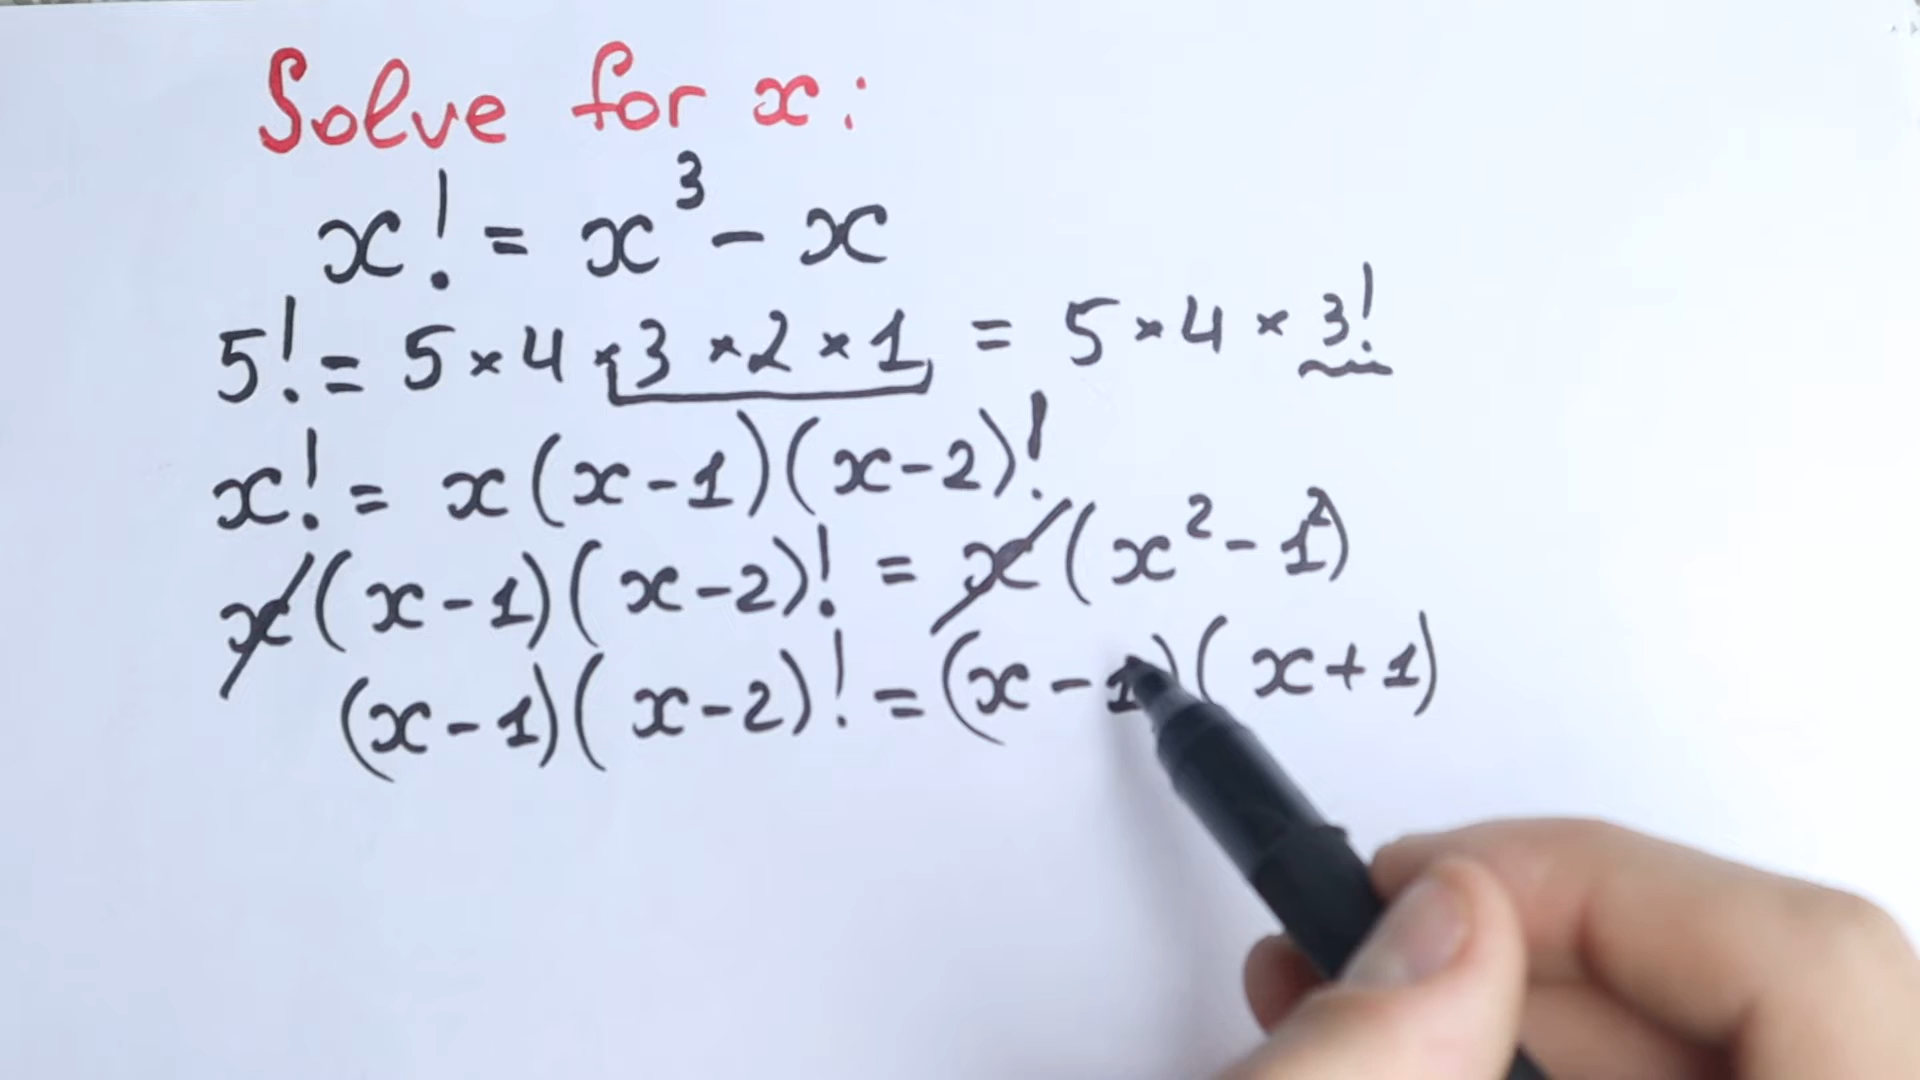 Solve for x:
x! = x³ - x
5! = 5 × 4 × 3 × 2 × 1 = 5 × 4 × 3!
x! = x(x-1)(x-2)!
x(x-1)(x-2)! = x(x²-1²)
(x-1)(x-2)! = (x-1)(x+1)